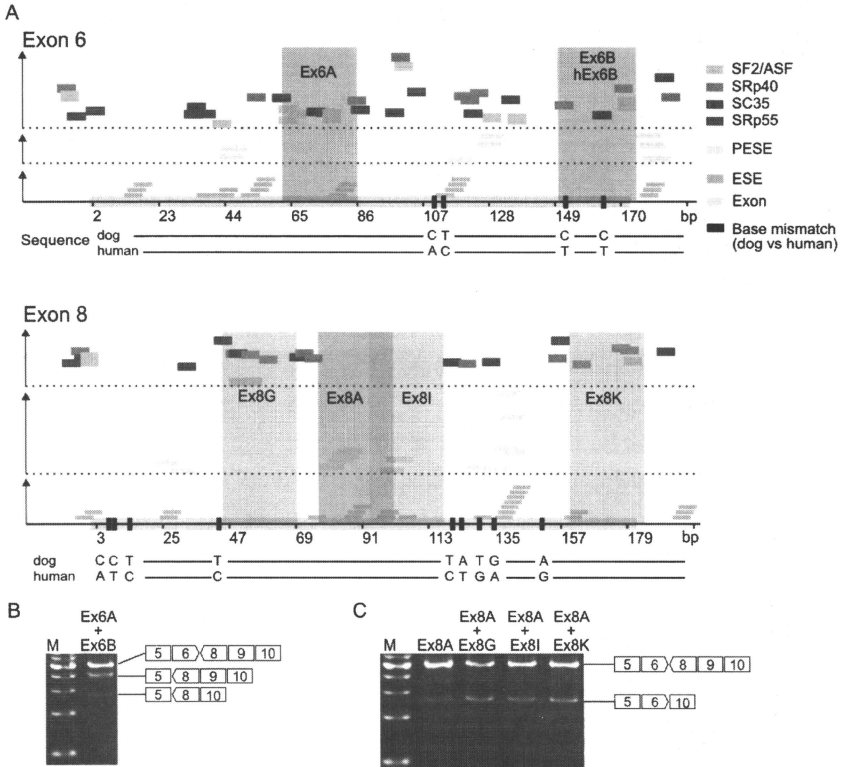 A
Exon 6
Ex6A
Ex6B
hEx6B
SF2/ASF
SRp40
SC35
SRp55
PESE
ESE
Exon
Base mismatch
(dog vs human)
2 23 44 65 86 107 128 149 170 bp
Sequence
dog C T C C
human A C T T
Exon 8
Ex8G Ex8A Ex8I Ex8K
3 25 47 69 91 113 135 157 179 bp
dog C C T T T A T G A
human A T C C C T G A G
B
Ex6A
+
Ex6B
M
5 6 8 9 10
5 8 9 10
5 8 10
C
M
Ex8A
Ex8A
+
Ex8G
Ex8A
+
Ex8I
Ex8A
+
Ex8K
5 6 8 9 10
5 6 10